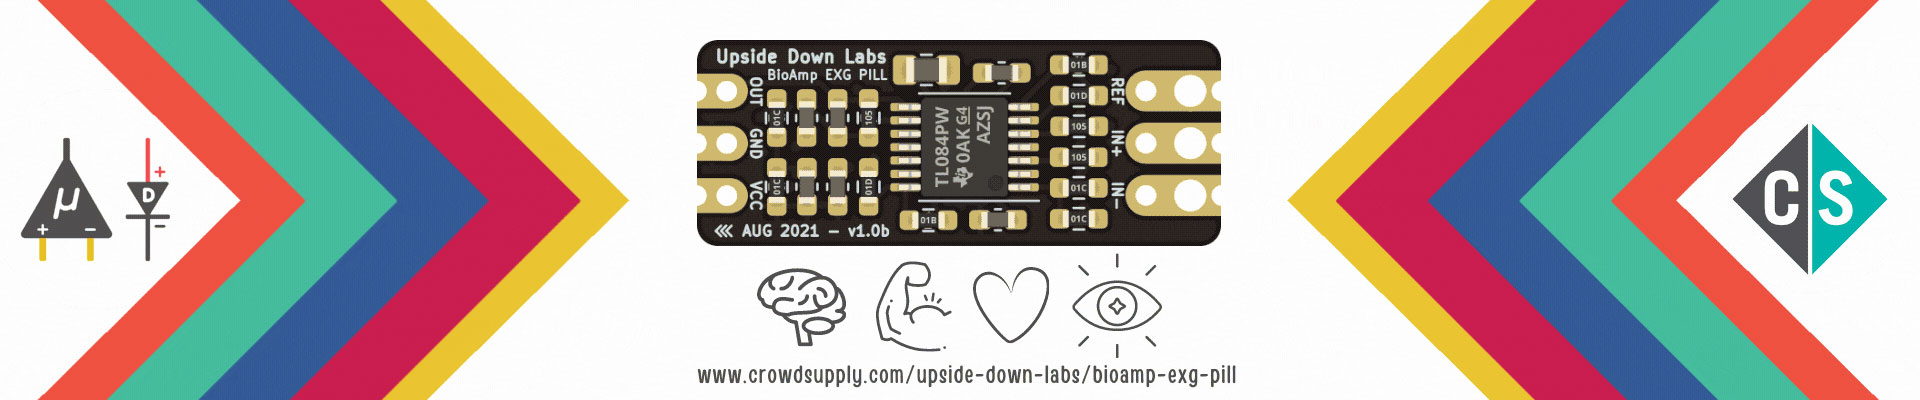 Upside Down Labs
BioAmp EXG PILL
OUT
GND
VCC
REF
IN+
IN-
01C
105
01C
01D
01B
01D
105
105
01C
01C
01B
TL084PW
0AK G4
AZSJ
AUG 2021 - v1.0b
μ
+ -
D
+
-
CS
www.crowdsupply.com/upside-down-labs/bioamp-exg-pill